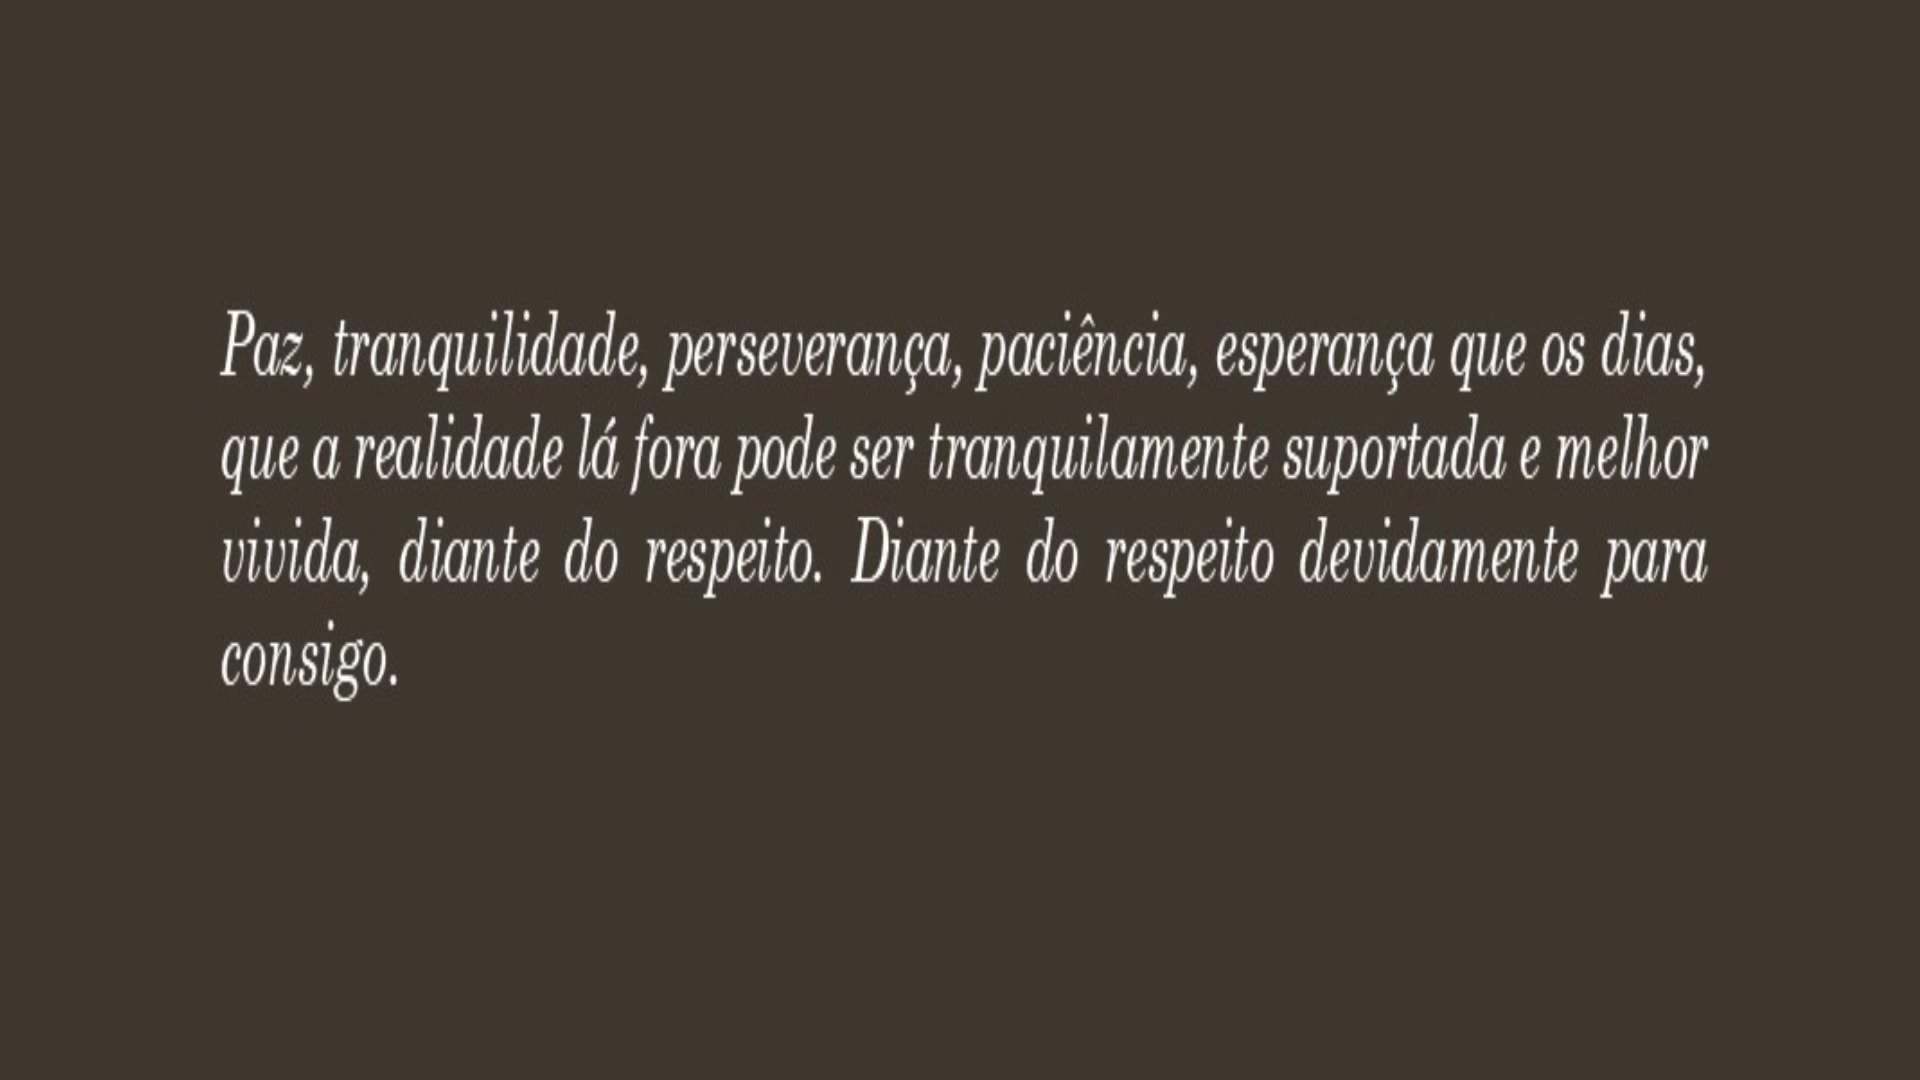 Paz, tranquilidade, perseverança, paciência, esperança que os dias,
que a realidade lá fora pode ser tranquilamente suportada e melhor
vivida, diante do respeito. Diante do respeito devidamente para
consigo.